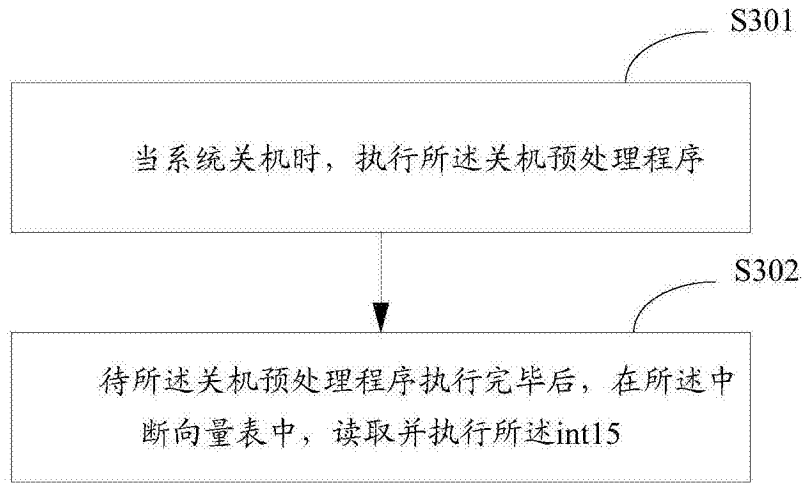 S301
当系统关机时，执行所述关机预处理程序
S302
待所述关机预处理程序执行完毕后，在所述中
断向量表中，读取并执行所述int15